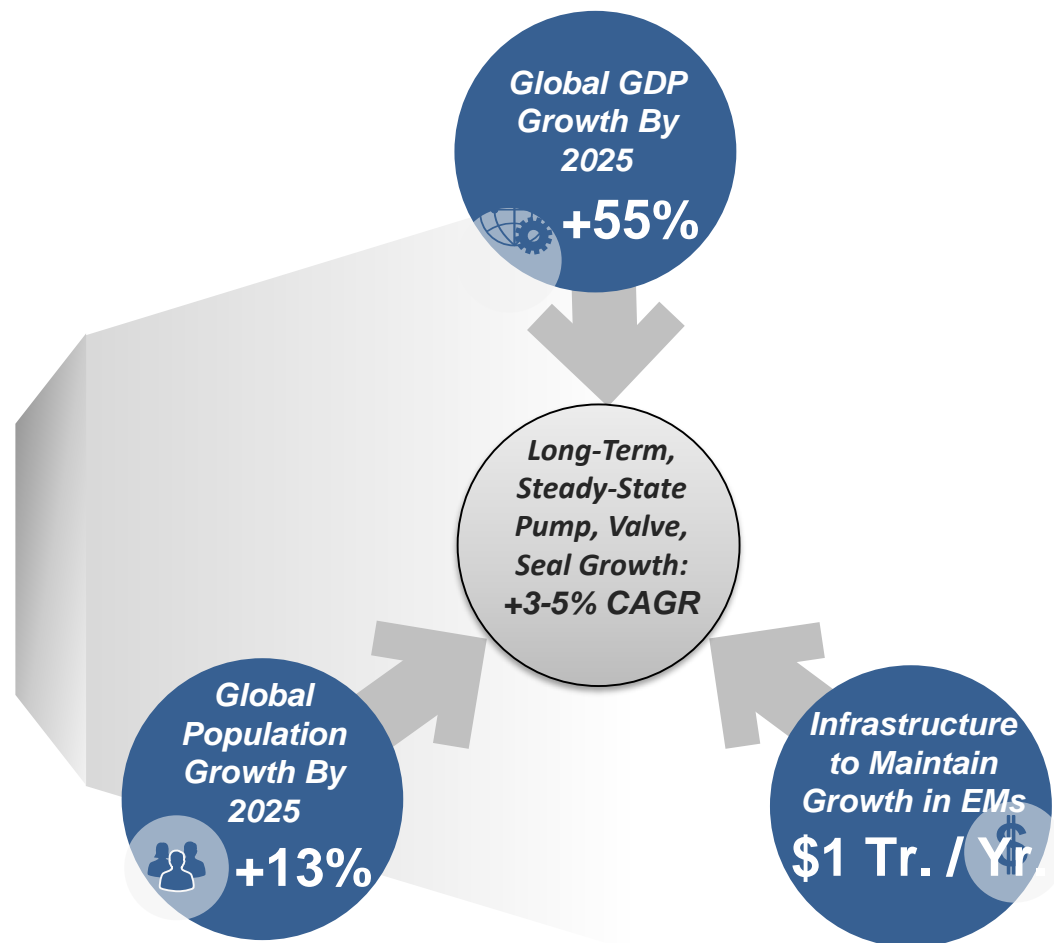 Global GDP
Growth By
2025
+55%
Long-Term,
Steady-State
Pump, Valve,
Seal Growth:
+3-5% CAGR
Global
Population
Growth By
2025
+13%
Infrastructure
to Maintain
Growth in EMs
$1 Tr. / Yr.